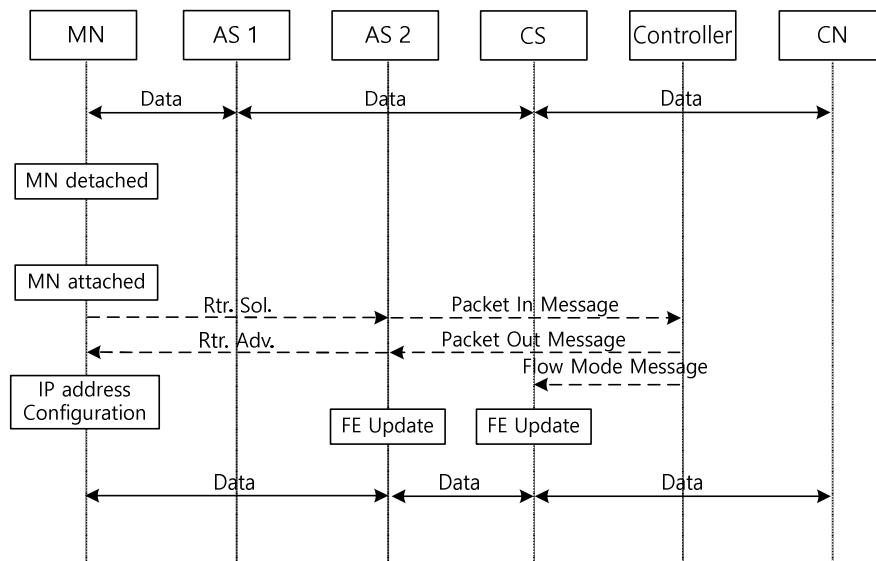 MN
AS 1
AS 2
CS
Controller
CN
Data
Data
Data
MN detached
MN attached
Rtr. Sol.
Packet In Message
Rtr. Adv.
Packet Out Message
Flow Mode Message
IP address
Configuration
FE Update
FE Update
Data
Data
Data